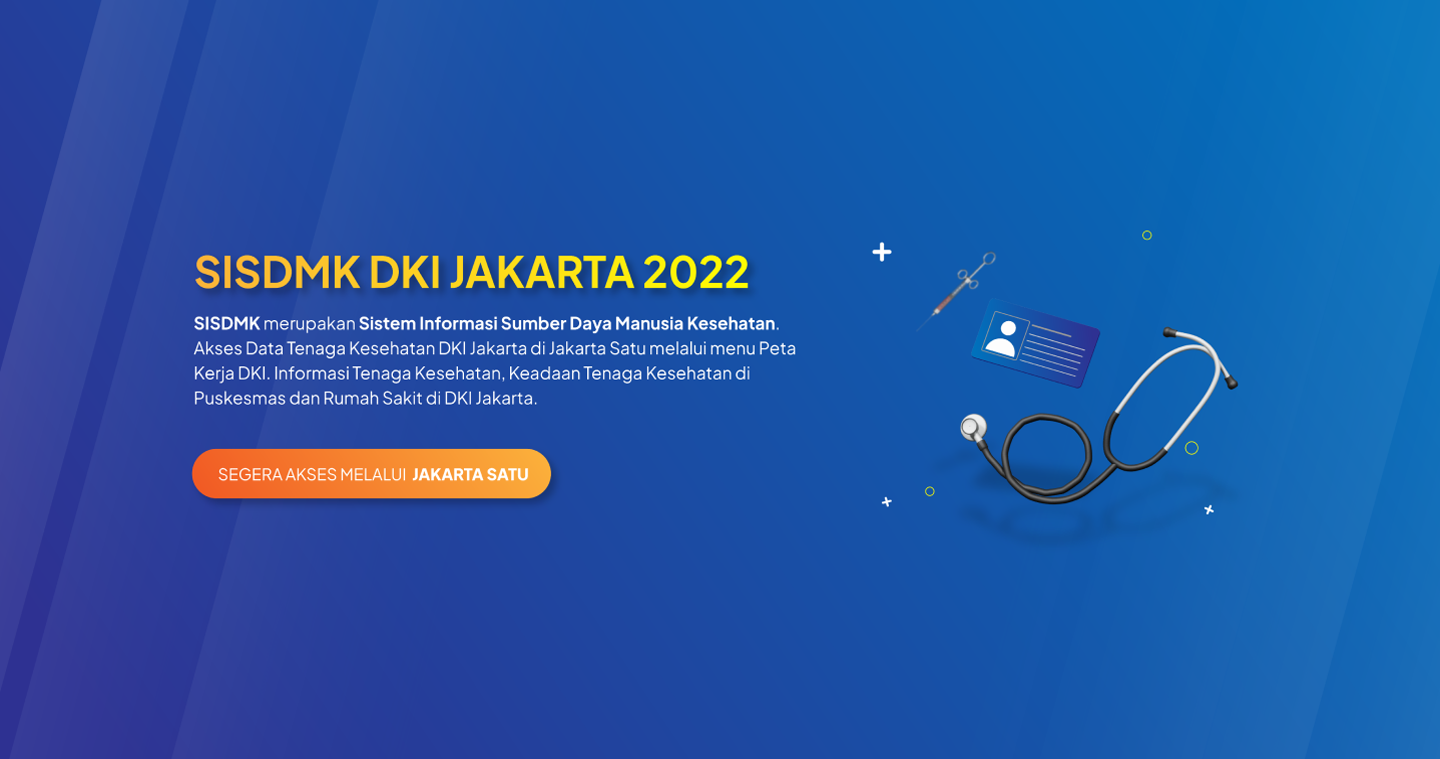 SISDMK DKI JAKARTA 2022
SISDMK merupakan Sistem Informasi Sumber Daya Manusia Kesehatan.
Akses Data Tenaga Kesehatan DKI Jakarta di Jakarta Satu melalui menu Peta
Kerja DKI. Informasi Tenaga Kesehatan, Keadaan Tenaga Kesehatan di
Puskesmas dan Rumah Sakit di DKI Jakarta.
SEGERA AKSES MELALUI JAKARTA SATU